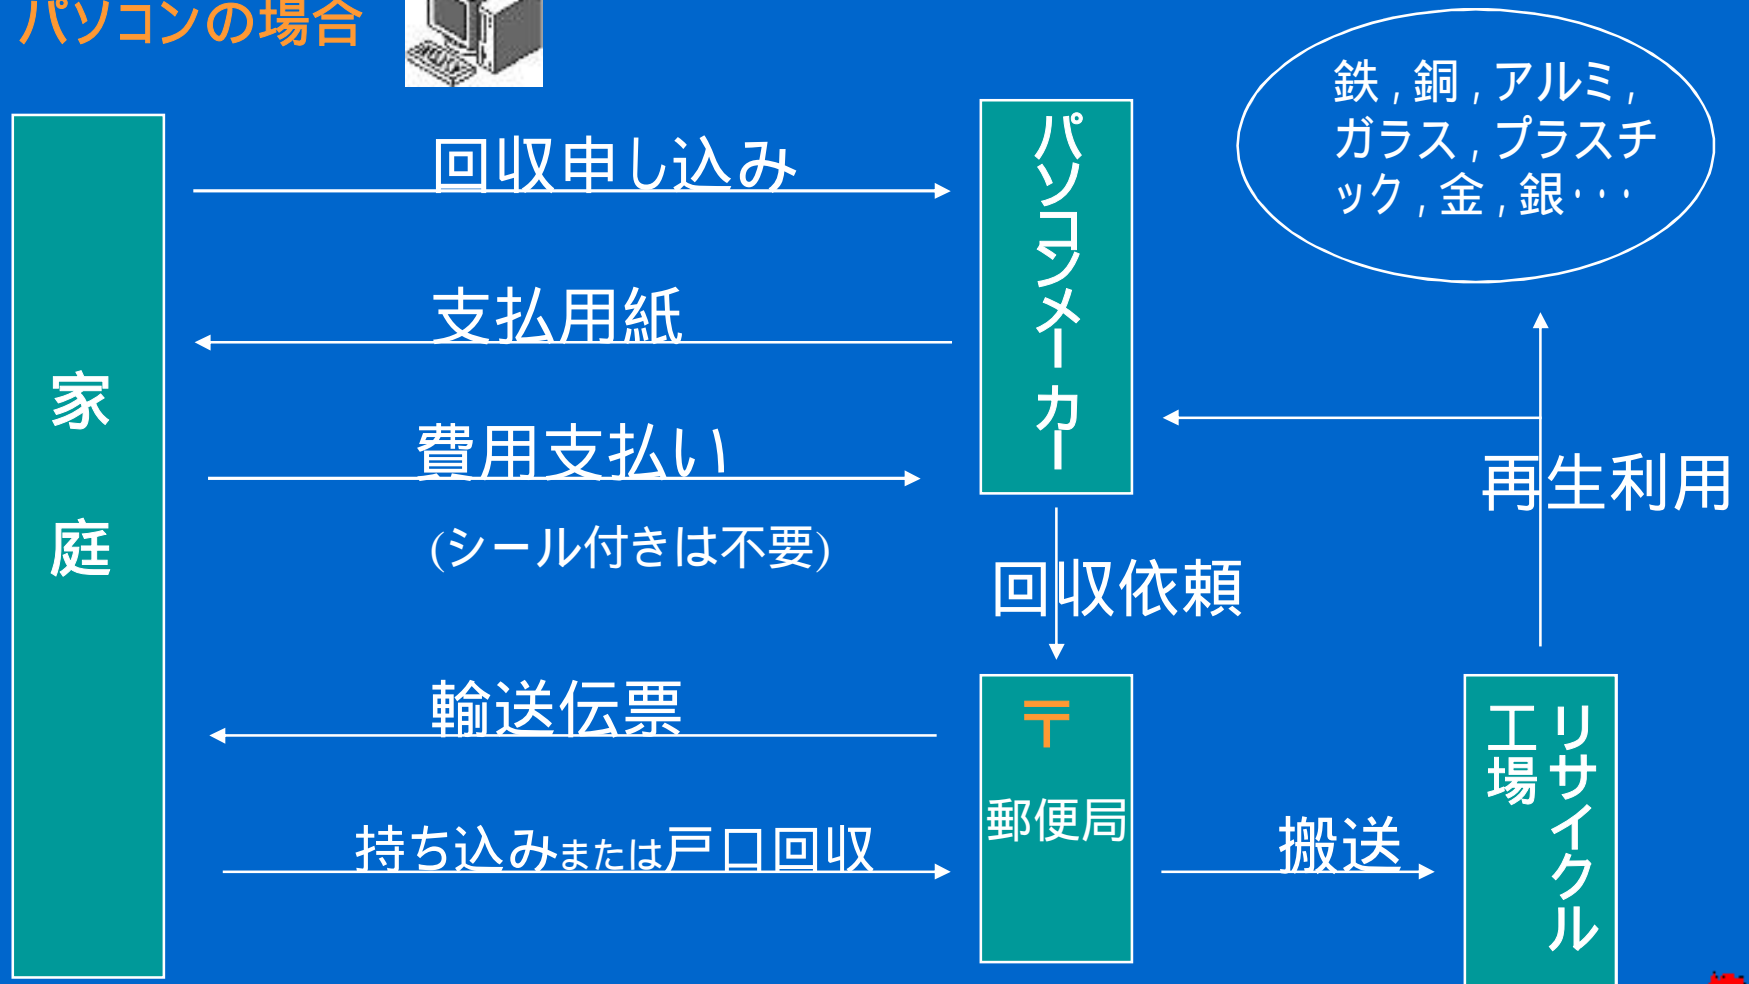 パソコンの場合
鉄，銅，アルミ，
ガラス，プラスチ
ック，金，銀・・・
家庭
回収申し込み
支払用紙
費用支払い
(シール付きは不要)
輸送伝票
持ち込みまたは戸口回収
パソコンメーカー
回収依頼
〒
郵便局
搬送
再生利用
リサイクル
工場